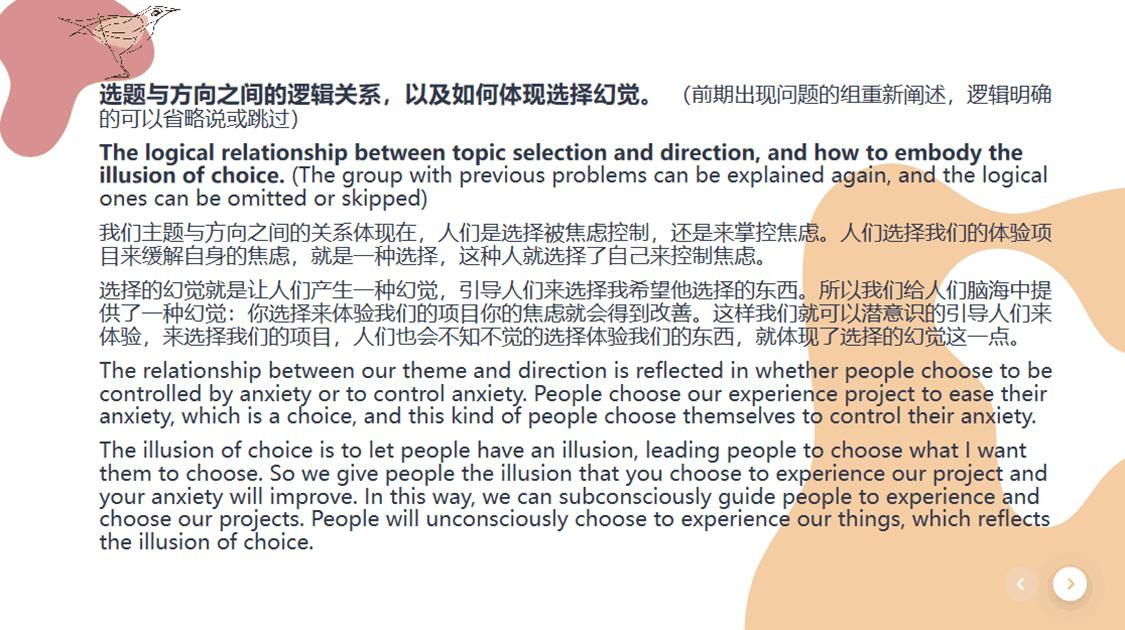 选题与方向之间的逻辑关系，以及如何体现选择幻觉。 （前期出现问题的组重新阐述，逻辑明确
的可以省略说或跳过）
The logical relationship between topic selection and direction, and how to embody the
illusion of choice. (The group with previous problems can be explained again, and the logical
ones can be omitted or skipped)
我们主题与方向之间的关系体现在，人们是选择被焦虑控制，还是来掌控焦虑。人们选择我们的体验项
目来缓解自身的焦虑，就是一种选择，这种人就选择了自己来控制焦虑。
选择的幻觉就是让人们产生一种幻觉，引导人们来选择我希望他选择的东西。所以我们给人们脑海中提
供了一种幻觉：你选择来体验我们的项目你的焦虑就会得到改善。这样我们就可以潜意识的引导人们来
体验，来选择我们的项目，人们也会不知不觉的选择体验我们的东西，就体现了选择的幻觉这一点。
The relationship between our theme and direction is reflected in whether people choose to be
controlled by anxiety or to control anxiety. People choose our experience project to ease their
anxiety, which is a choice, and this kind of people choose themselves to control their anxiety.
The illusion of choice is to let people have an illusion, leading people to choose what I want
them to choose. So we give people the illusion that you choose to experience our project and
your anxiety will improve. In this way, we can subconsciously guide people to experience and
choose our projects. People will unconsciously choose to experience our things, which reflects
the illusion of choice.